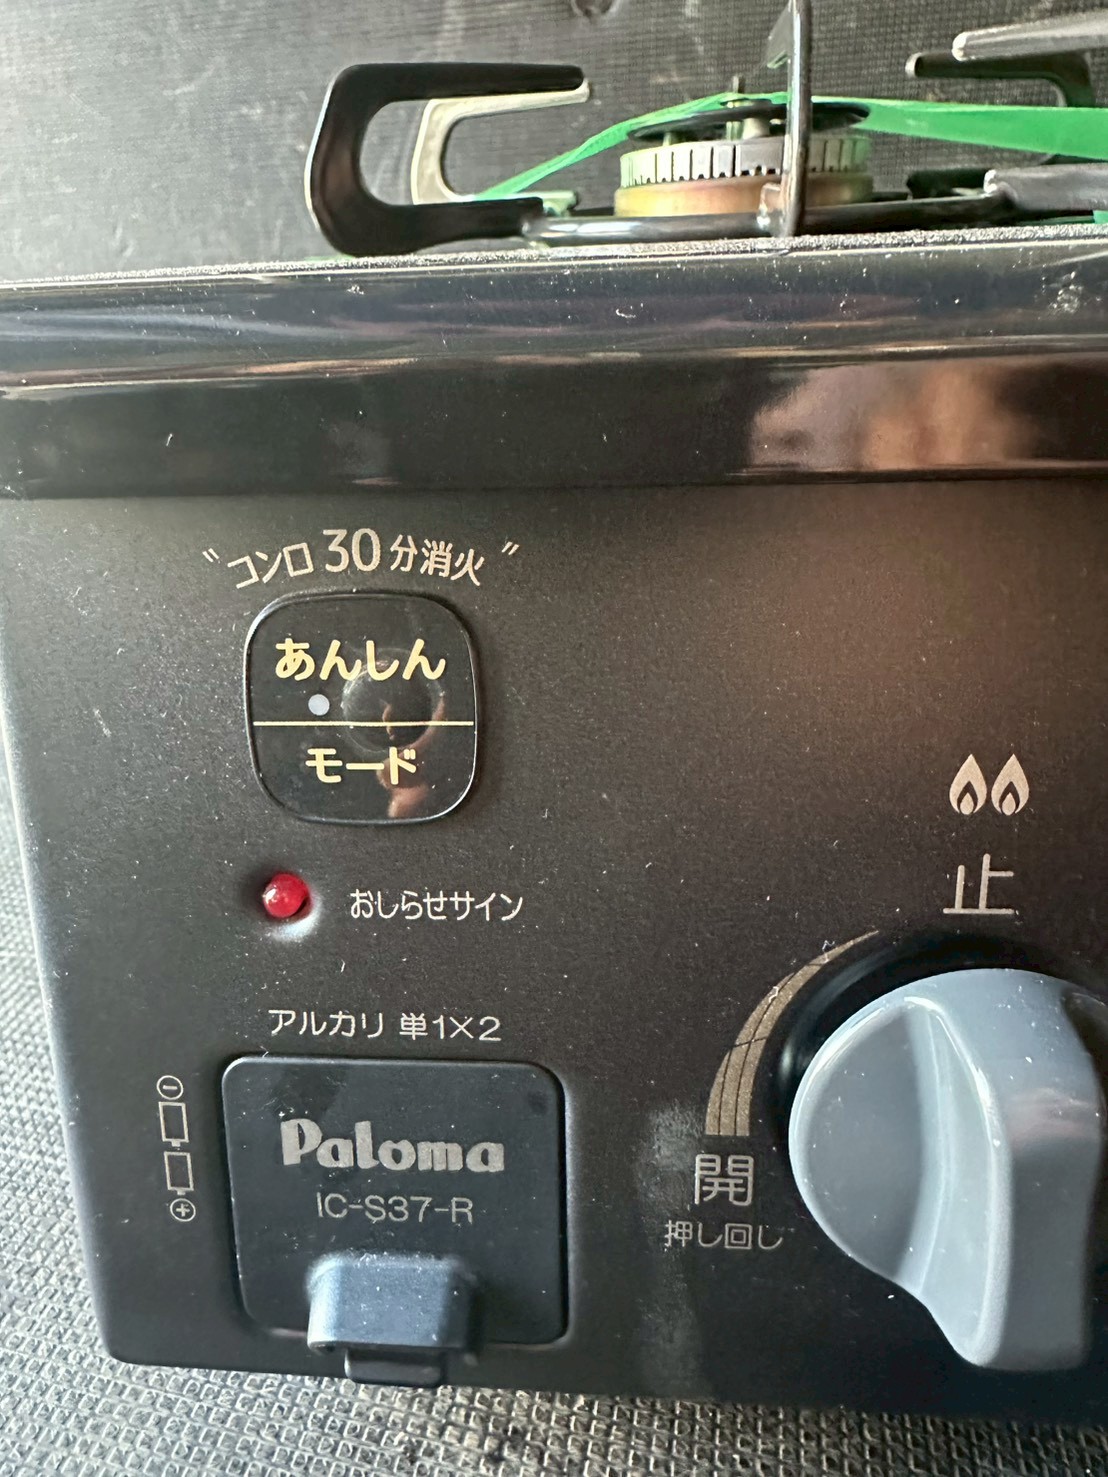 "コンロ30分消火"
あんしん
モード
おしらせサイン
止
アルカリ 単1×2
Paloma
IC-S37-R
開
押し回し